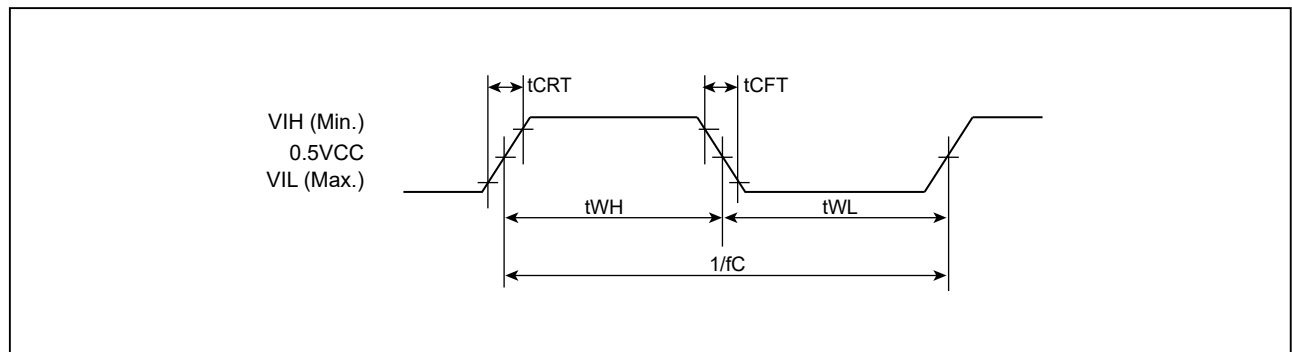 tCRT
tCFT
VIH (Min.)
0.5VCC
VIL (Max.)
tWH
tWL
1/fC